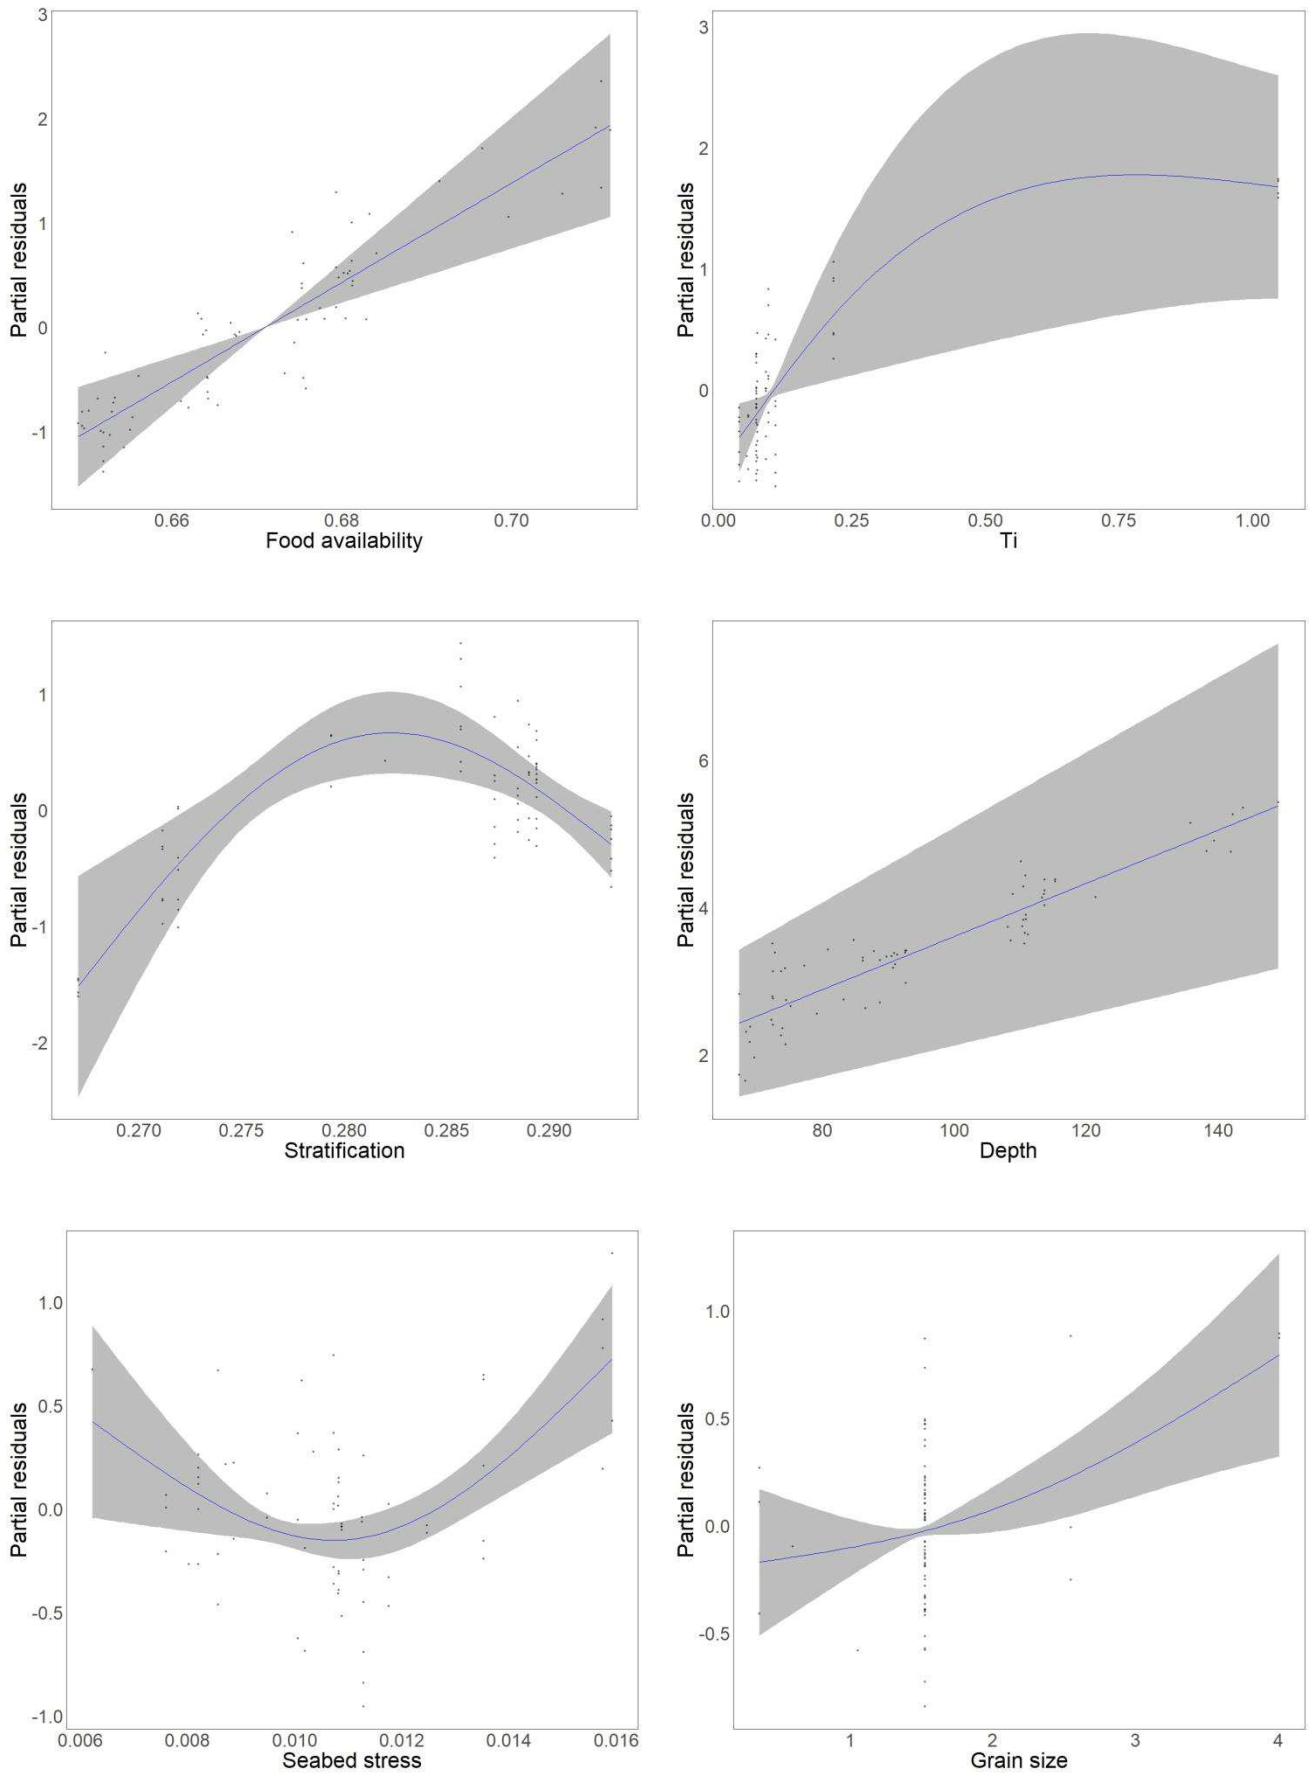 3
2
1
0
-1
Partial residuals
0.66 0.68 0.70
Food availability
3
2
1
0
Partial residuals
0.00 0.25 0.50 0.75 1.00
Ti
1
0
-1
-2
Partial residuals
0.270 0.275 0.280 0.285 0.290
Stratification
6
4
2
Partial residuals
80 100 120 140
Depth
1.0
0.5
0.0
-0.5
-1.0
Partial residuals
0.006 0.008 0.010 0.012 0.014 0.016
Seabed stress
1.0
0.5
0.0
-0.5
Partial residuals
1 2 3 4
Grain size